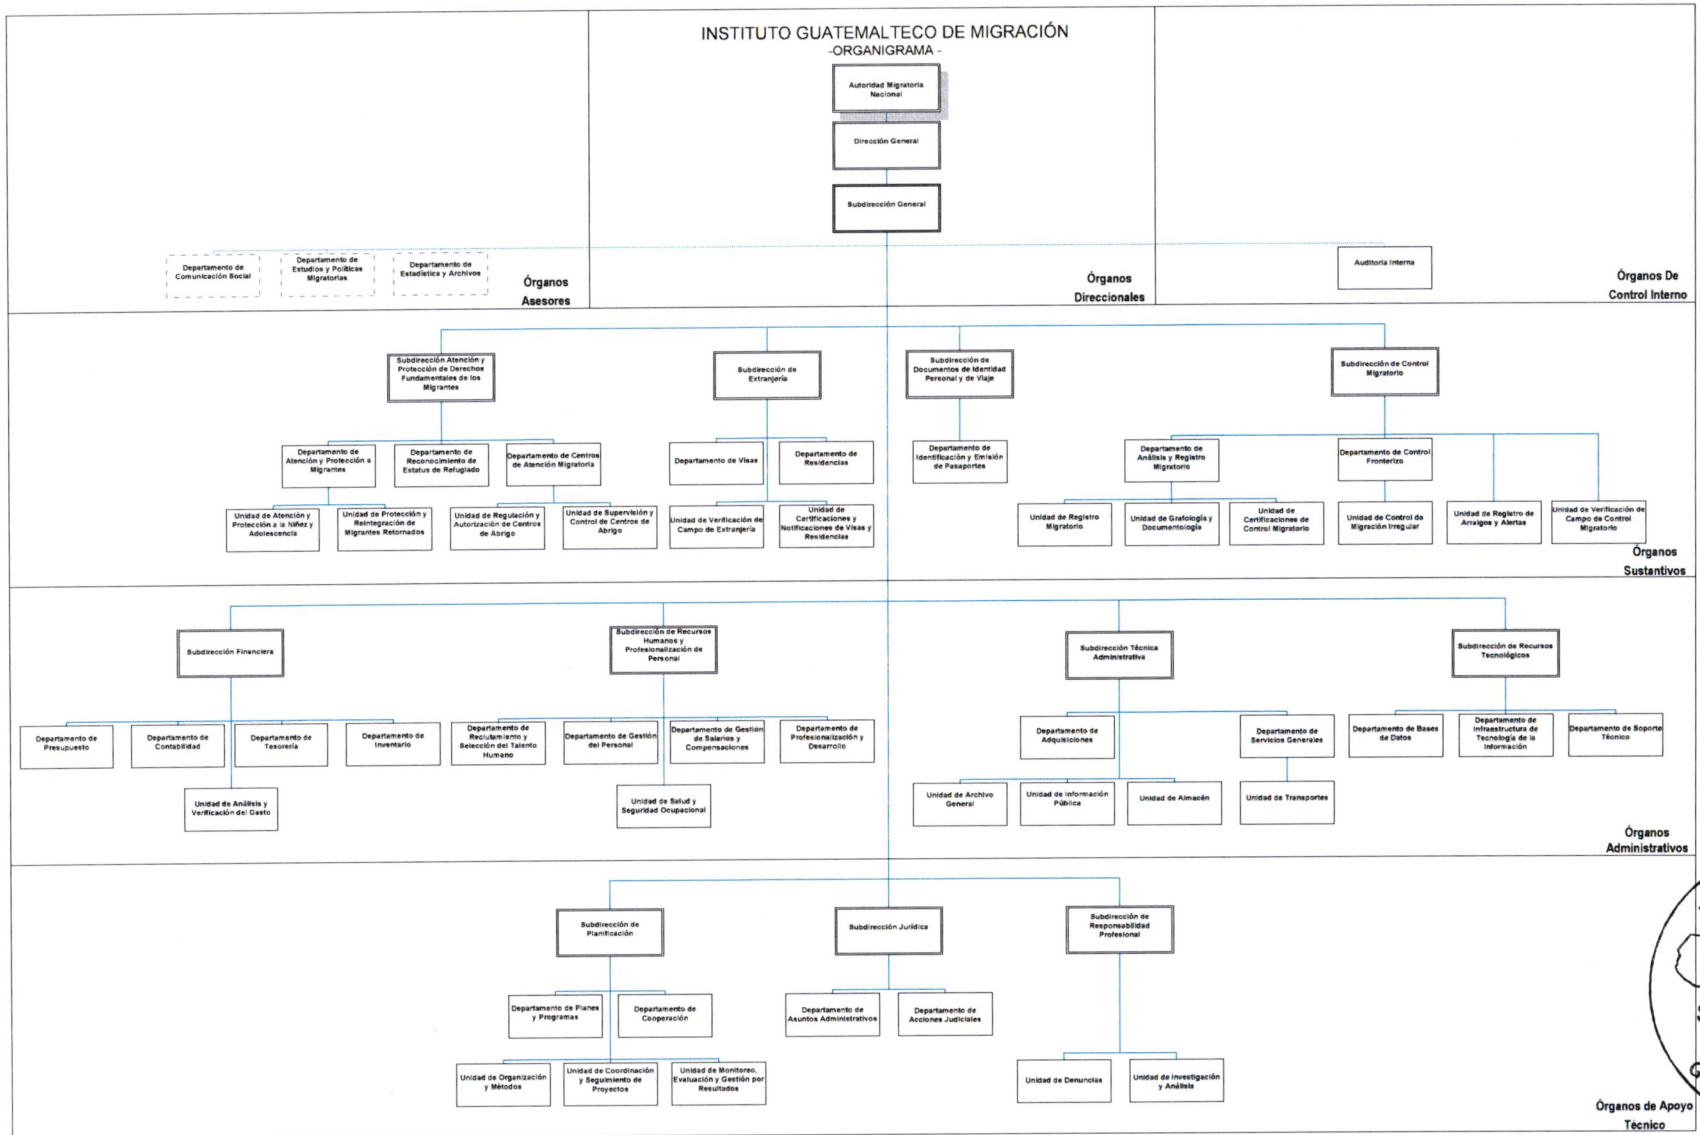 INSTITUTO GUATEMALTECO DE MIGRACIÓN
-ORGANIGRAMA -
Autoridad Migratoria
Nacional
Dirección General
Subdirección General
Departamento de
Comunicación Social
Departamento de
Estudios y Políticas
Migratorias
Departamento de
Estadística y Archivos
Órganos
Asesores
Órganos
Direccionales
Auditoria Interna
Órganos De
Control Interno
Subdirección Atención y
Protección de Derechos
Fundamentales de los
Migrantes
Subdirección de
Extranjería
Subdirección de
Documentos de Identidad
Personal y de Viaje
Subdirección de Control
Migratorio
Departamento de
Atención y Protección a
Migrantes
Departamento de
Reconocimiento de
Estatus de Refugiado
Departamento de Centros
de Atención Migratoria
Departamento de Visas
Departamento de
Residencias
Departamento de
Identificación y Emisión
de Pasaportes
Departamento de
Análisis y Registro
Migratorio
Departamento de Control
Fronterizo
Unidad de Atención y
Protección a la Niñez y
Adolescencia
Unidad de Protección y
Reintegración de
Migrantes Retornados
Unidad de Regulación y
Autorización de Centros
de Abrigo
Unidad de Supervisión y
Control de Centros de
Abrigo
Unidad de Verificación de
Campo de Extranjería
Unidad de
Certificaciones y
Notificaciones de Visas y
Residencias
Unidad de Registro
Migratorio
Unidad de Grafología y
Documentología
Unidad de
Certificaciones de
Control Migratorio
Unidad de Control de
Migración Irregular
Unidad de Registro de
Arraigos y Alertas
Unidad de Verificación de
Campo de Control
Migratorio
Órganos
Sustantivos
Subdirección Financiera
Subdirección de Recursos
Humanos y
Profesionalización de
Personal
Subdirección Técnica
Administrativa
Subdirección de Recursos
Tecnológicos
Departamento de
Presupuesto
Departamento de
Contabilidad
Departamento de
Tesorería
Departamento de
Inventario
Departamento de
Reclutamiento y
Selección del Talento
Humano
Departamento de Gestión
del Personal
Departamento de Gestión
de Salarios y
Compensaciones
Departamento de
Profesionalización y
Desarrollo
Departamento de
Adquisiciones
Departamento de
Servicios Generales
Departamento de Bases
de Datos
Departamento de
Infraestructura de
Tecnología de la
Información
Departamento de Soporte
Técnico
Unidad de Análisis y
Verificación del Gasto
Unidad de Salud y
Seguridad Ocupacional
Unidad de Archivo
General
Unidad de Información
Pública
Unidad de Almacén
Unidad de Transportes
Órganos
Administrativos
Subdirección de
Planificación
Subdirección Jurídica
Subdirección de
Responsabilidad
Profesional
Departamento de Planes
y Programas
Departamento de
Cooperación
Departamento de
Asuntos Administrativos
Departamento de
Acciones Judiciales
Unidad de Organización
y Métodos
Unidad de Coordinación
y Seguimiento de
Proyectos
Unidad de Monitoreo,
Evaluación y Gestión por
Resultados
Unidad de Denuncias
Unidad de Investigación
y Análisis
Órganos de Apoyo
Técnico